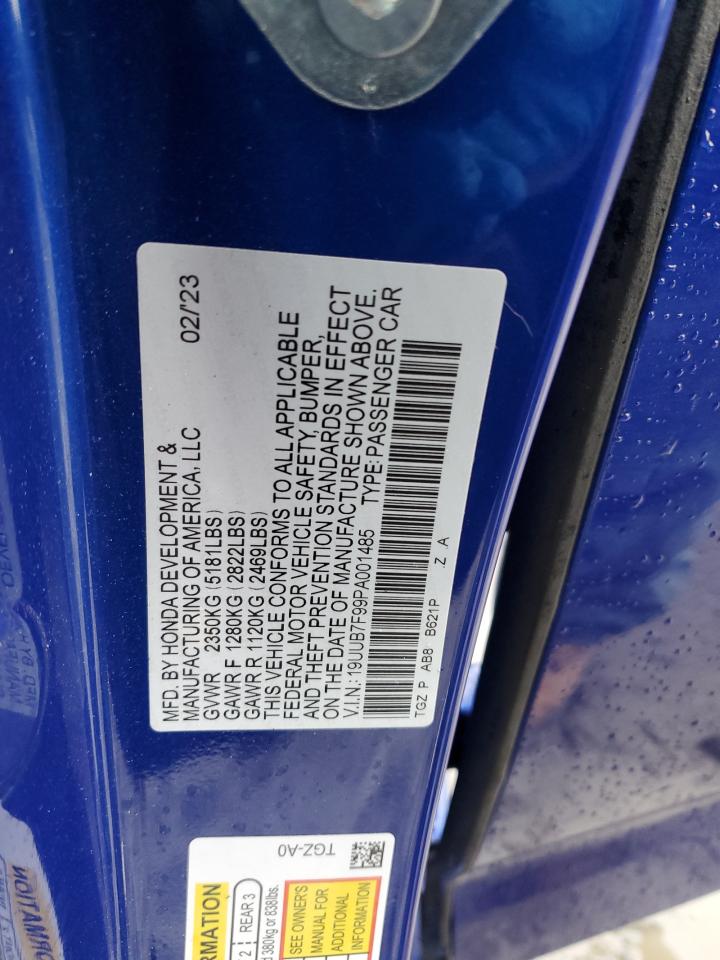 MFD. BY HONDA DEVELOPMENT &
MANUFACTURING OF AMERICA, LLC 02/'23
GVWR 2350KG (5181LBS)
GAWR F 1280KG (2822LBS)
GAWR R 1120KG (2469LBS)
THIS VEHICLE CONFORMS TO ALL APPLICABLE
FEDERAL MOTOR VEHICLE SAFETY, BUMPER,
AND THEFT PREVENTION STANDARDS IN EFFECT
ON THE DATE OF MANUFACTURE SHOWN ABOVE.
V.I.N.: 19UUB7F99PA001485 TYPE: PASSENGER CAR
TGZ P AB8 B621P Z A
RMATION
2 REAR 3
380kg or 838lbs.
SEE OWNER'S
MANUAL FOR
ADDITIONAL
INFORMATION
TGZ-A0